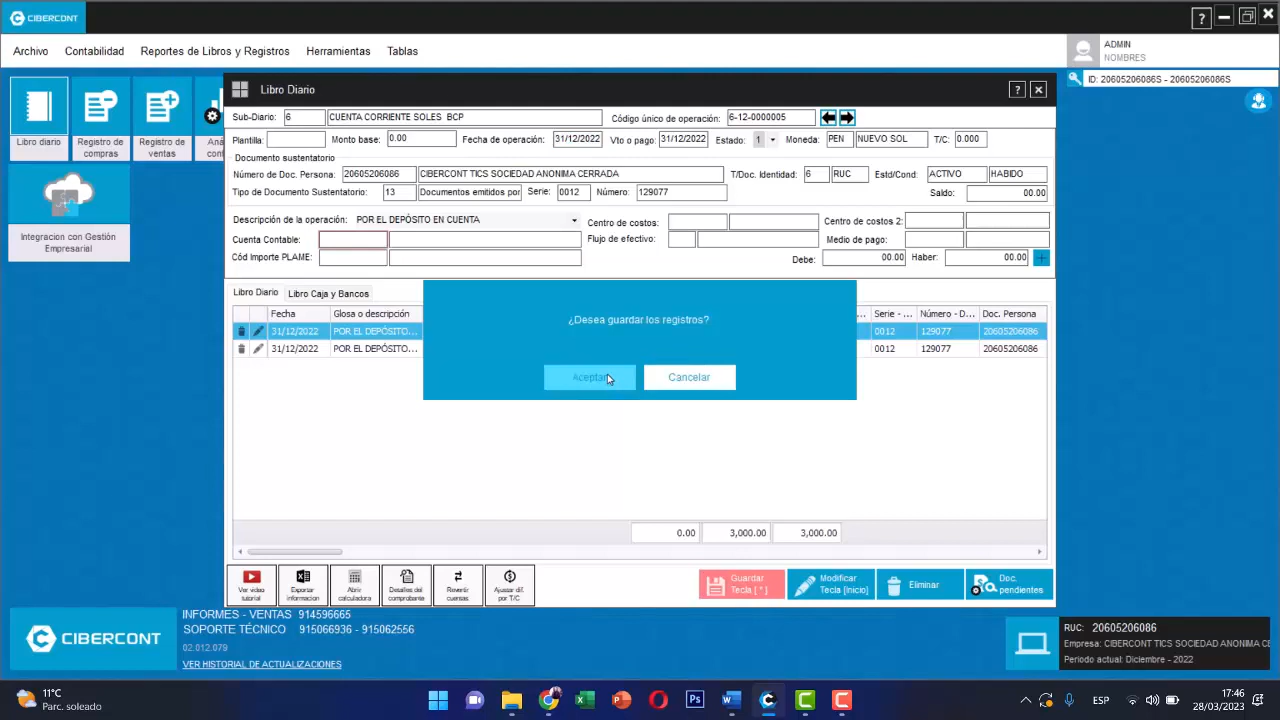 CIBERCONT
?
Archivo Contabilidad Reportes de Libros y Registros Herramientas Tablas
ADMIN
NOMBRES
ID: 20605206086S - 20605206086S
Libro diario
Registro de compras
Registro de ventas
Integracion con Gestión
Empresarial
Libro Diario
?
Sub-Diario: 6 CUENTA CORRIENTE SOLES BCP Código único de operación: 6-12-0000005
Plantilla: Monto base: 0.00 Fecha de operación: 31/12/2022 Vto o pago: 31/12/2022 Estado: 1 Moneda: PEN NUEVO SOL T/C: 0.000
Documento sustentatorio
Número de Doc. Persona: 20605206086 CIBERCONT TICS SOCIEDAD ANONIMA CERRADA T/Doc. Identidad: 6 RUC Estd/Cond: ACTIVO HABIDO
Tipo de Documento Sustentatorio: 13 Documentos emitidos por Serie: 0012 Número: 129077 Saldo: 00.00
Descripción de la operación: POR EL DEPÓSITO EN CUENTA Centro de costos: Centro de costos 2:
Cuenta Contable: Flujo de efectivo: Medio de pago:
Cód Importe PLAME: Debe: 00.00 Haber: 00.00 +
Libro Diario Libro Caja y Bancos
Fecha Glosa o descripción Serie - ... Número - D... Doc. Persona
31/12/2022 POR EL DEPÓSITO... 0012 129077 20605206086
31/12/2022 POR EL DEPÓSITO... 0012 129077 20605206086
¿Desea guardar los registros?
Aceptar Cancelar
0.00 3,000.00 3,000.00
Ver video tutorial
Exportar informacion
Abrir calculadora
Detalles del comprobante
Revertir cuentas
Ajustar dif. por T/C
Guardar
Tecla [ * ]
Modificar
Tecla [Inicio]
Eliminar
Doc.
pendientes
CIBERCONT
INFORMES - VENTAS 914596665
SOPORTE TÉCNICO 915066936 - 915062556
02.012.079
VER HISTORIAL DE ACTUALIZACIONES
RUC: 20605206086
Empresa: CIBERCONT TICS SOCIEDAD ANONIMA CE
Periodo actual: Diciembre - 2022
11°C
Parc. soleado
ESP
17:46
28/03/2023